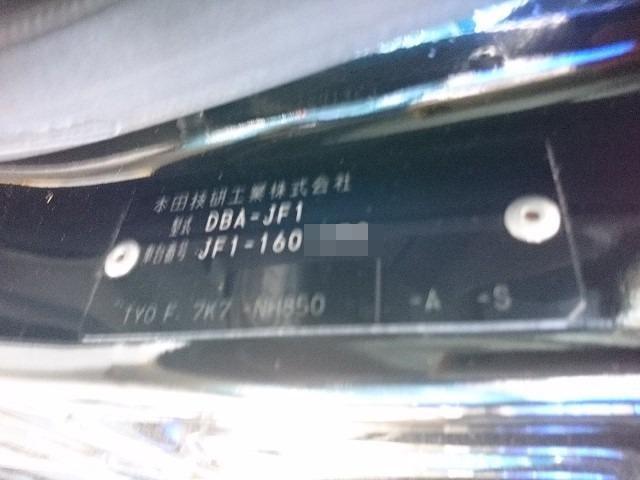 本田技研工業株式会社
型式 DBA-JF1
車台番号 JF1-160
7K7 -NH850 -A -S